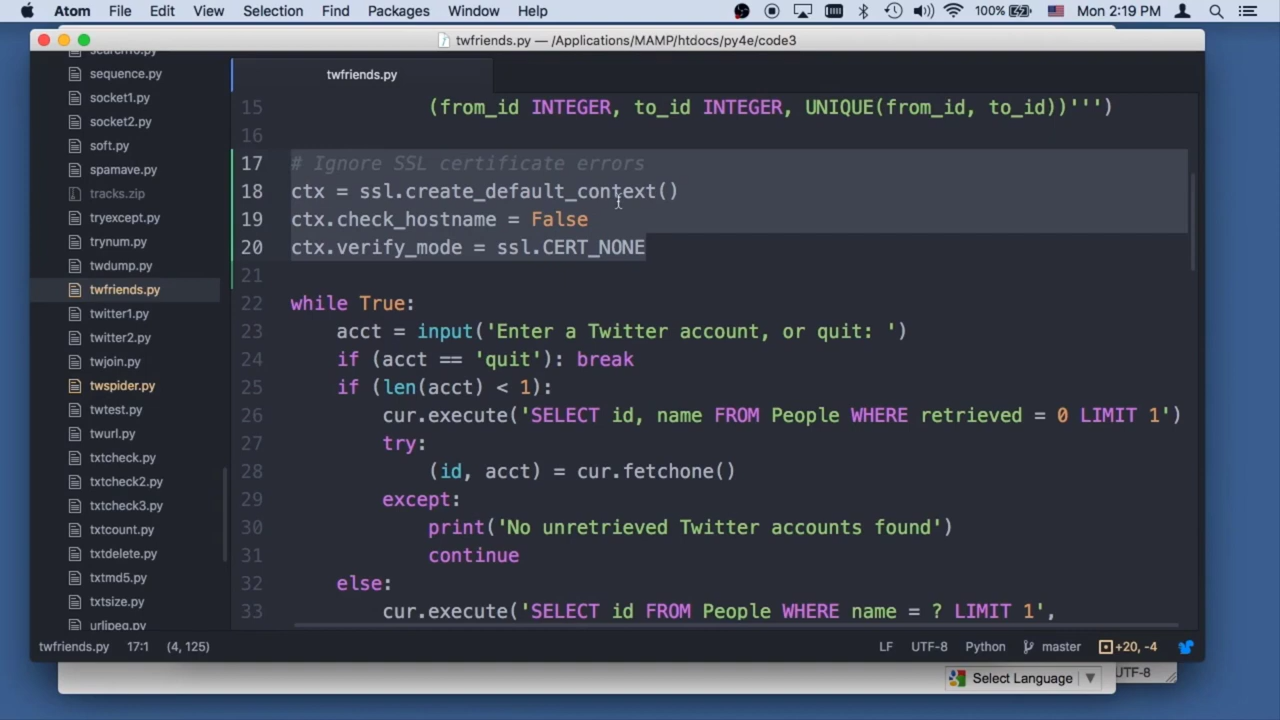 Atom File Edit View Selection Find Packages Window Help 100% Mon 2:19 PM
twfriends.py — /Applications/MAMP/htdocs/py4e/code3
sequence.py
socket1.py
socket2.py
soft.py
spamave.py
tracks.zip
tryexcept.py
trynum.py
twdump.py
twfriends.py
twitter1.py
twitter2.py
twjoin.py
twspider.py
twtest.py
twurl.py
txtcheck.py
txtcheck2.py
txtcheck3.py
txtcount.py
txtdelete.py
txtmd5.py
txtsize.py
urljpeg.py
twfriends.py
15 (from_id INTEGER, to_id INTEGER, UNIQUE(from_id, to_id))''')
16
17 # Ignore SSL certificate errors
18 ctx = ssl.create_default_context()
19 ctx.check_hostname = False
20 ctx.verify_mode = ssl.CERT_NONE
21
22 while True:
23 acct = input('Enter a Twitter account, or quit: ')
24 if (acct == 'quit'): break
25 if (len(acct) < 1):
26 cur.execute('SELECT id, name FROM People WHERE retrieved = 0 LIMIT 1')
27 try:
28 (id, acct) = cur.fetchone()
29 except:
30 print('No unretrieved Twitter accounts found')
31 continue
32 else:
33 cur.execute('SELECT id FROM People WHERE name = ? LIMIT 1',
twfriends.py 17:1 (4, 125) LF UTF-8 Python master +20, -4
Select Language UTF-8